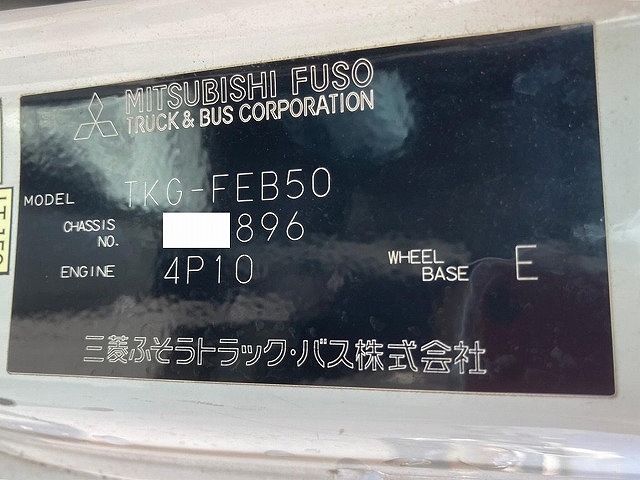 MITSUBISHI FUSO
TRUCK & BUS CORPORATION
MODEL TKG-FEB50
CHASSIS NO. 896
ENGINE 4P10 WHEEL BASE E
三菱ふそうトラック・バス株式会社